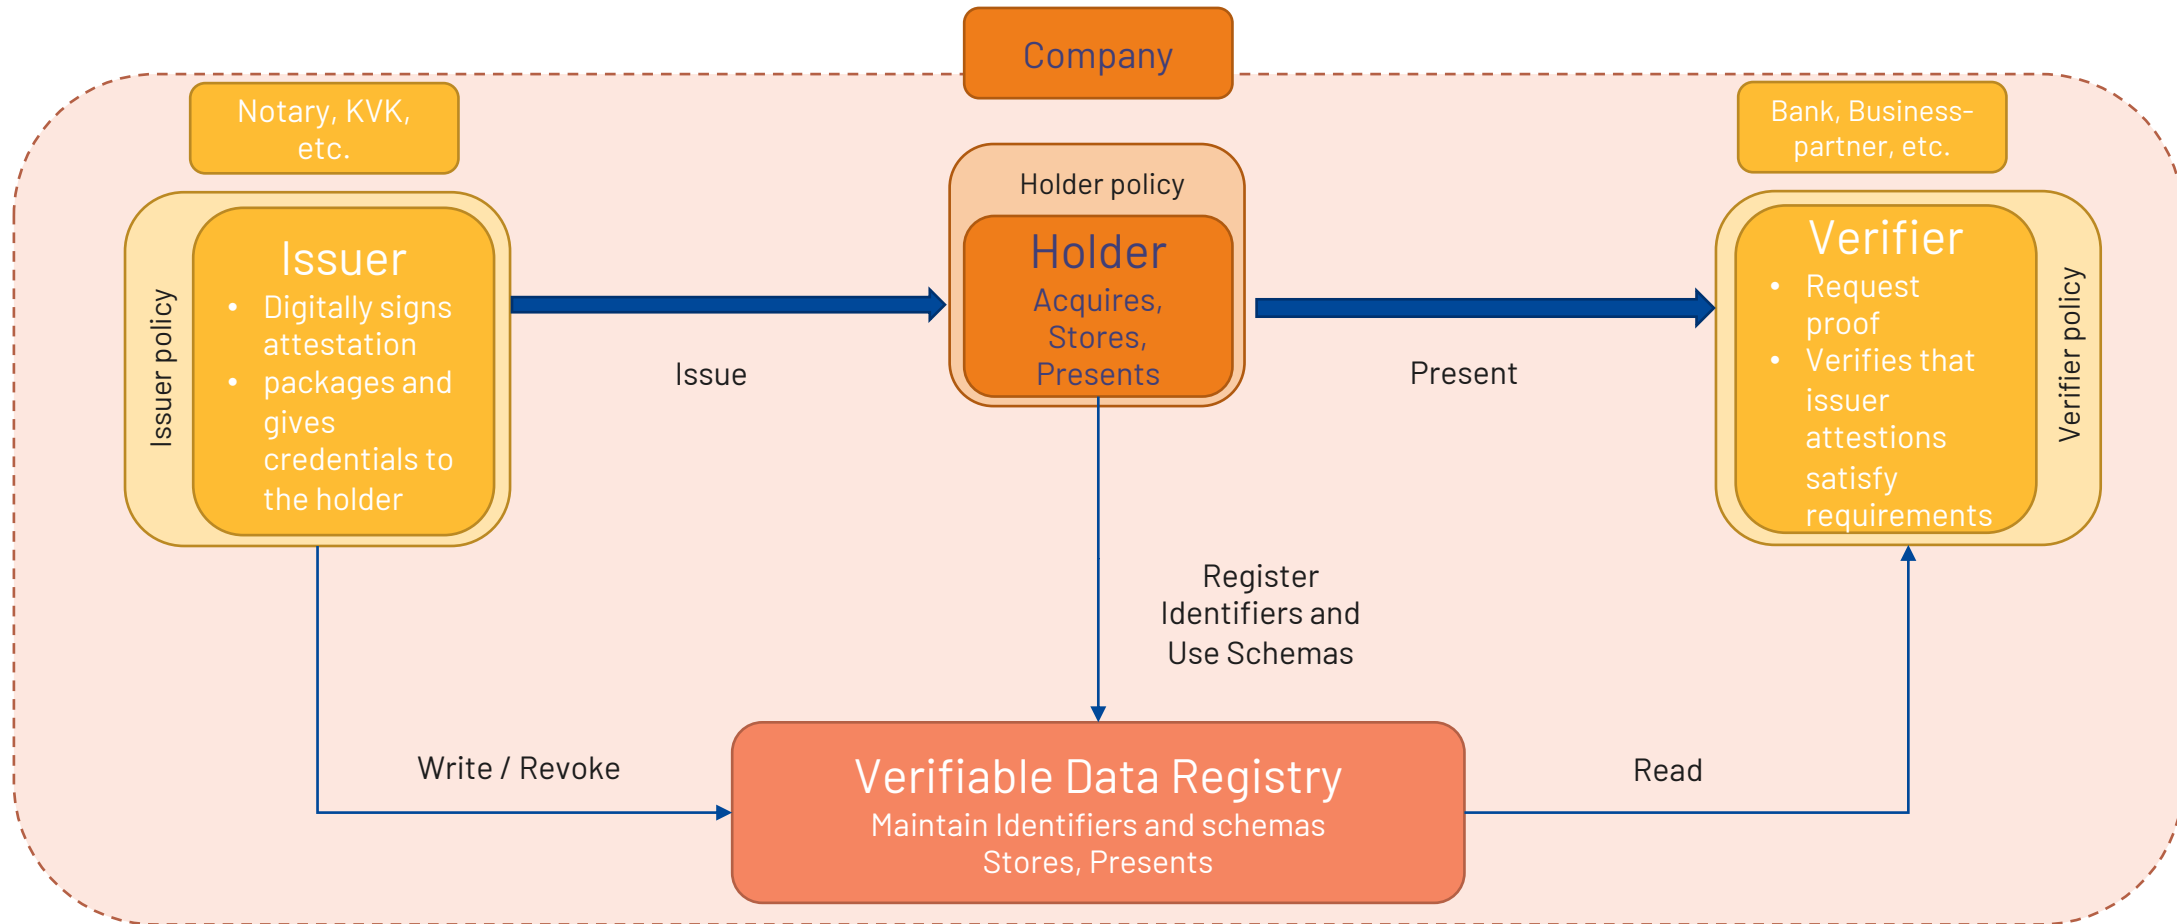 Company
Notary, KVK,
etc.
Bank, Business-
partner, etc.
Issuer policy
Issuer
• Digitally signs
attestation
• packages and
gives
credentials to
the holder
Issue
Holder policy
Holder
Acquires,
Stores,
Presents
Present
Verifier
• Request
proof
• Verifies that
issuer
attestions
satisfy
requirements
Verifier policy
Register
Identifiers and
Use Schemas
Write / Revoke
Verifiable Data Registry
Maintain Identifiers and schemas
Stores, Presents
Read